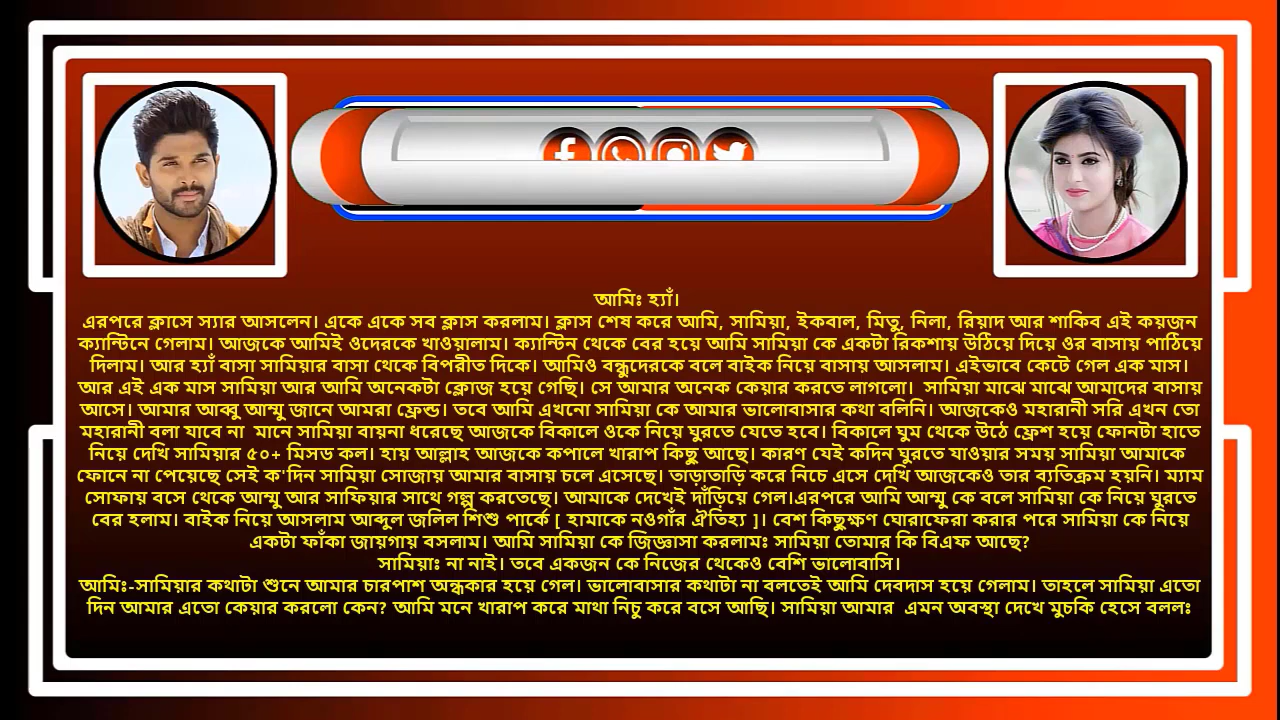 আমিঃ হ্যাঁ।
এরপরে ক্লাসে স্যার আসলেন। একে একে সব ক্লাস করলাম। ক্লাস শেষ করে আমি, সামিয়া, ইকবাল, মিতু, নিলা, রিয়াদ আর শাকিব এই কয়জন
ক্যান্টিনে গেলাম। আজকে আমিই ওদেরকে খাওয়ালাম। ক্যান্টিন থেকে বের হয়ে আমি সামিয়া কে একটা রিকশায় উঠিয়ে দিয়ে ওর বাসায় পাঠিয়ে
দিলাম। আর হ্যাঁ বাসা সামিয়ার বাসা থেকে বিপরীত দিকে। আমিও বন্ধুদেরকে বলে বাইক নিয়ে বাসায় আসলাম। এইভাবে কেটে গেল এক মাস।
আর এই এক মাস সামিয়া আর আমি অনেকটা ক্লোজ হয়ে গেছি। সে আমার অনেক কেয়ার করতে লাগলো। সামিয়া মাঝে মাঝে আমাদের বাসায়
আসে। আমার আব্বু আম্মু জানে আমরা ফ্রেন্ড। তবে আমি এখনো সামিয়া কে আমার ভালোবাসার কথা বলিনি। আজকেও মহারানী সরি এখন তো
মহারানী বলা যাবে না মানে সামিয়া বায়না ধরেছে আজকে বিকালে ওকে নিয়ে ঘুরতে যেতে হবে। বিকালে ঘুম থেকে উঠে ফ্রেশ হয়ে ফোনটা হাতে
নিয়ে দেখি সামিয়ার ৫০+ মিসড কল। হায় আল্লাহ আজকে কপালে খারাপ কিছু আছে। কারণ যেই কদিন ঘুরতে যাওয়ার সময় সামিয়া আমাকে
ফোনে না পেয়েছে সেই ক'দিন সামিয়া সোজায় আমার বাসায় চলে এসেছে। তাড়াতাড়ি করে নিচে এসে দেখি আজকেও তার ব্যতিক্রম হয়নি। ম্যাম
সোফায় বসে থেকে আম্মু আর সাফিয়ার সাথে গল্প করতেছে। আমাকে দেখেই দাঁড়িয়ে গেল।এরপরে আমি আম্মু কে বলে সামিয়া কে নিয়ে ঘুরতে
বের হলাম। বাইক নিয়ে আসলাম আব্দুল জলিল শিশু পার্কে [ হামাকে নওগাঁর ঐতিহ্য ]। বেশ কিছুক্ষণ ঘোরাফেরা করার পরে সামিয়া কে নিয়ে
একটা ফাঁকা জায়গায় বসলাম। আমি সামিয়া কে জিজ্ঞাসা করলামঃ সামিয়া তোমার কি বিএফ আছে?
সামিয়াঃ না নাই। তবে একজন কে নিজের থেকেও বেশি ভালোবাসি।
আমিঃ-সামিয়ার কথাটা শুনে আমার চারপাশ অন্ধকার হয়ে গেল। ভালোবাসার কথাটা না বলতেই আমি দেবদাস হয়ে গেলাম। তাহলে সামিয়া এতো
দিন আমার এতো কেয়ার করলো কেন? আমি মনে খারাপ করে মাথা নিচু করে বসে আছি। সামিয়া আমার এমন অবস্থা দেখে মুচকি হেসে বললঃ